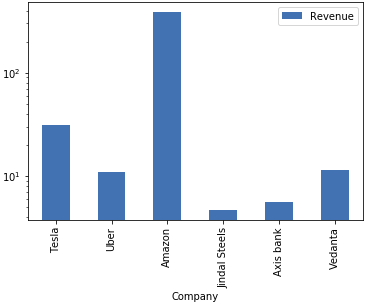 Revenue
10²
10¹
Tesla
Uber
Amazon
Jindal Steels
Axis bank
Vedanta
Company